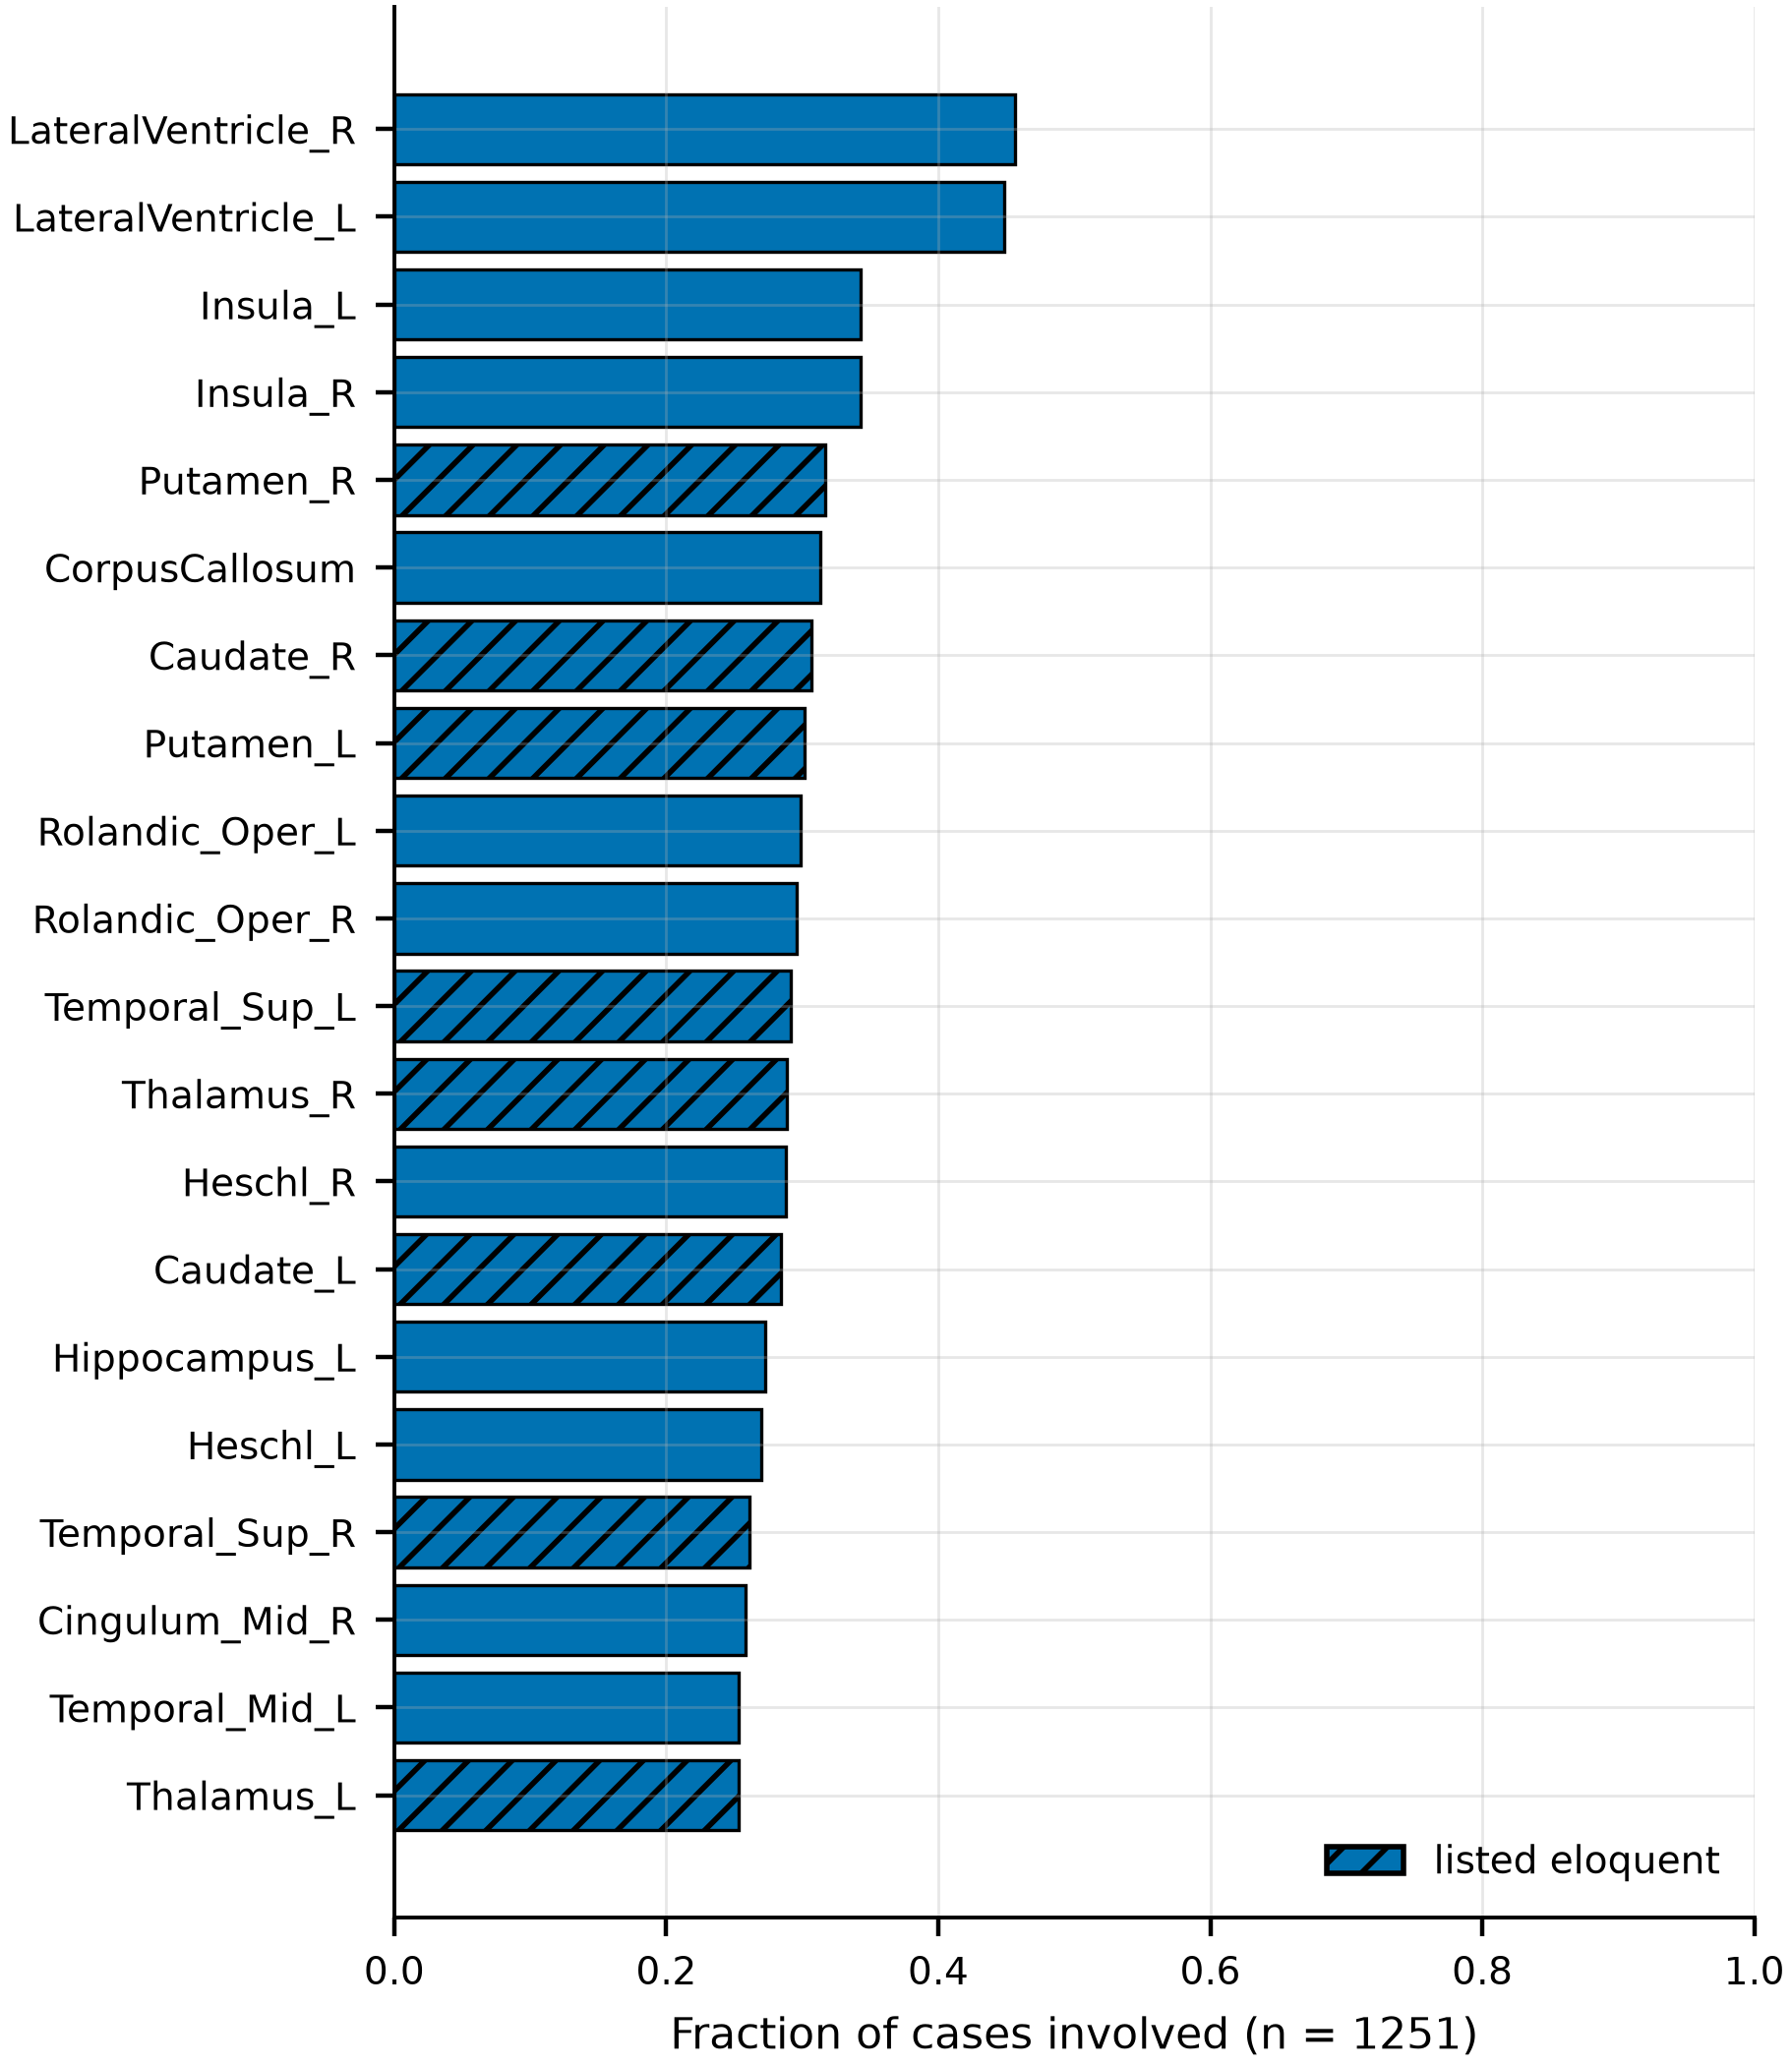 LateralVentricle_R
LateralVentricle_L
Insula_L
Insula_R
Putamen_R
CorpusCallosum
Caudate_R
Putamen_L
Rolandic_Oper_L
Rolandic_Oper_R
Temporal_Sup_L
Thalamus_R
Heschl_R
Caudate_L
Hippocampus_L
Heschl_L
Temporal_Sup_R
Cingulum_Mid_R
Temporal_Mid_L
Thalamus_L
listed eloquent
0.0 0.2 0.4 0.6 0.8 1.0
Fraction of cases involved (n = 1251)